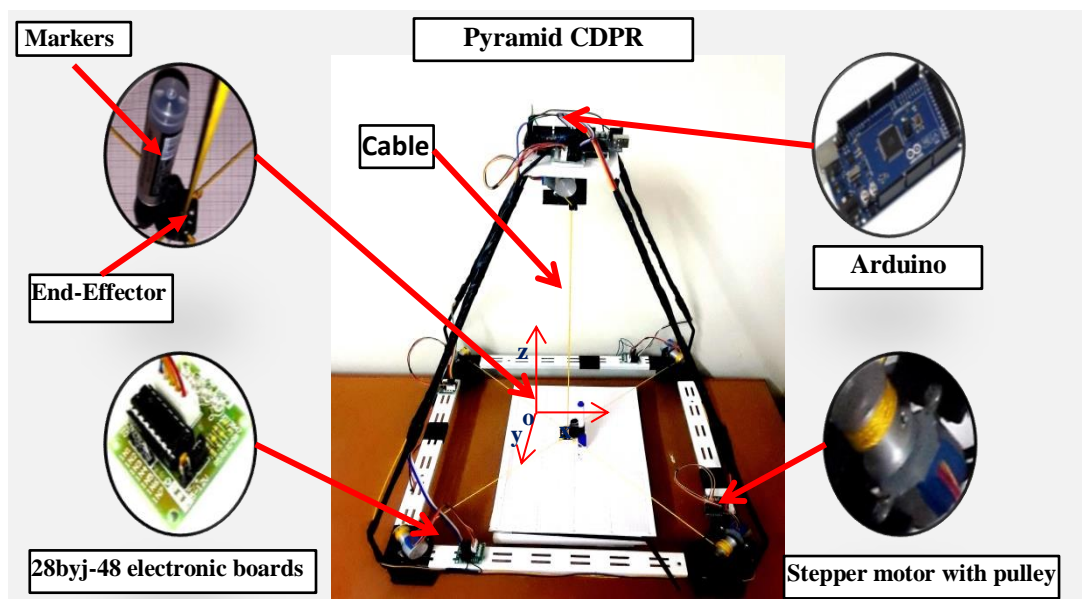 Markers
Pyramid CDPR
Cable
Arduino
End-Effector
z
o
y
28byj-48 electronic boards
Stepper motor with pulley